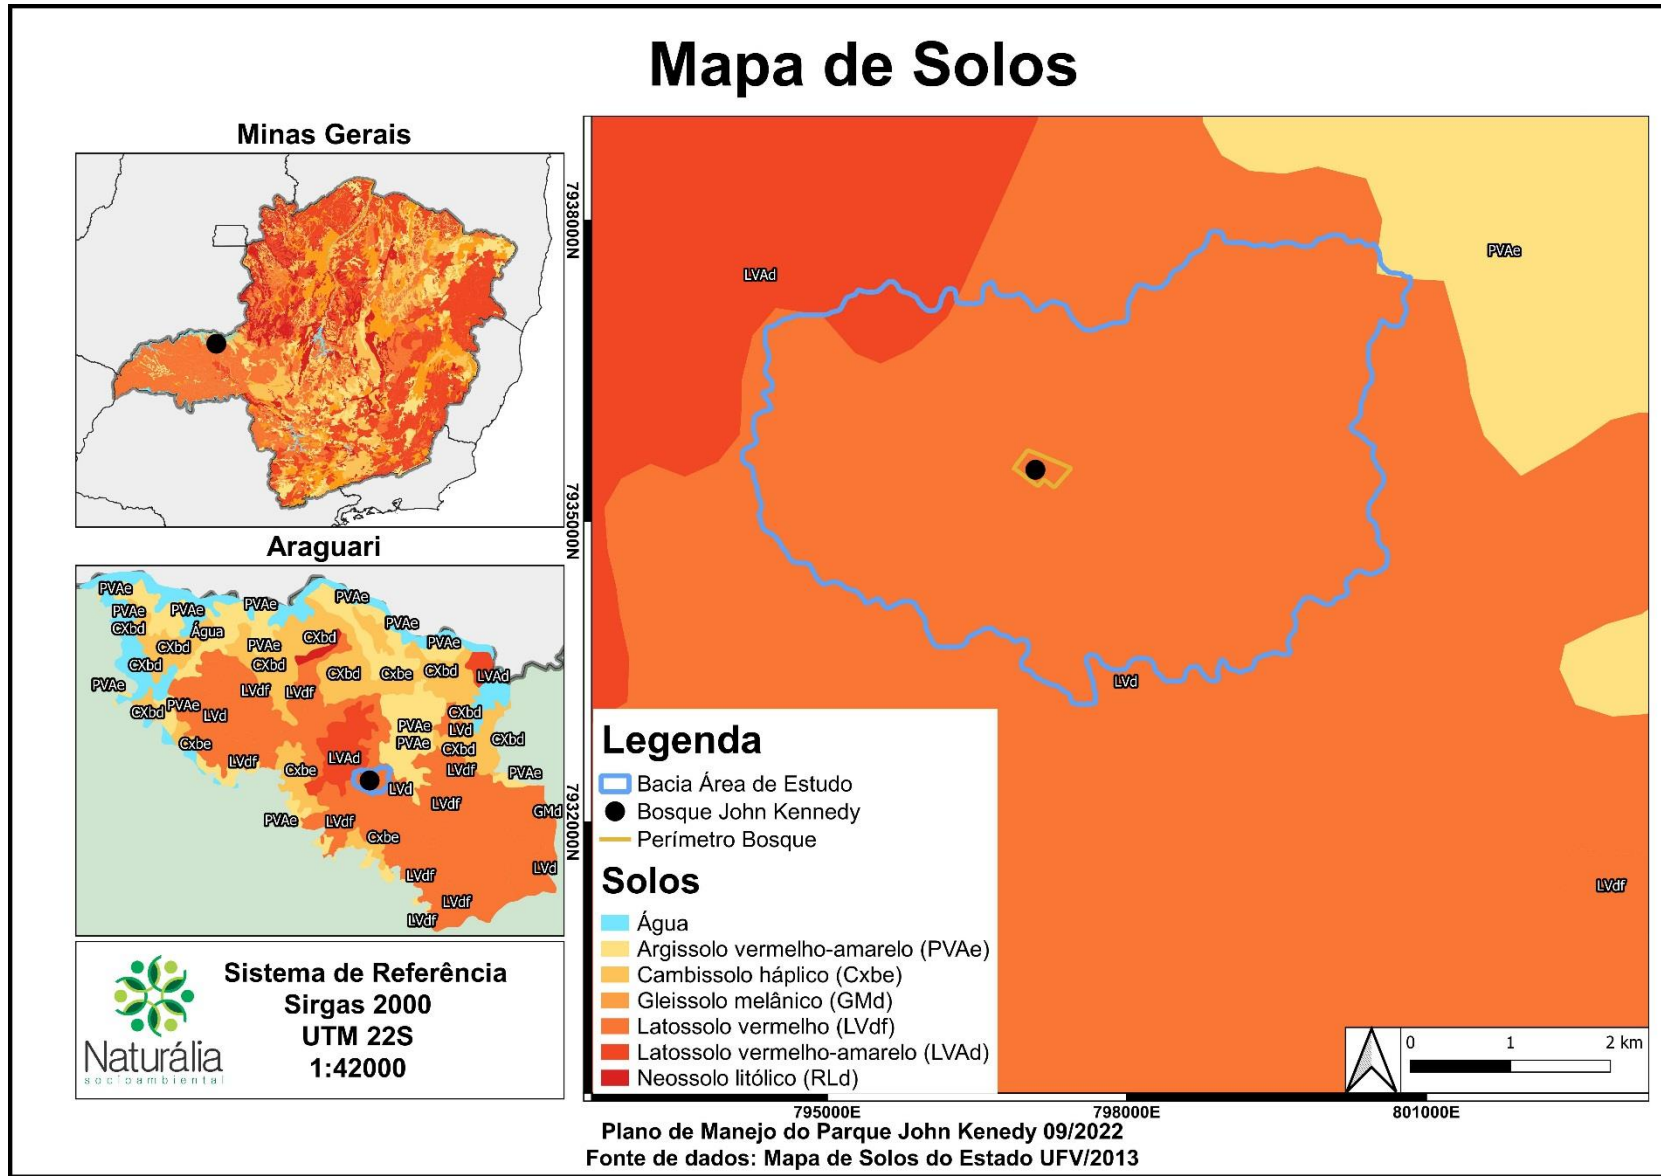 Mapa de Solos
Minas Gerais
Araguari
PVAe
PVAe
PVAe
PVAe
PVAe
CXbd
Água
PVAe
CXbd
PVAe
PVAe
CXbd
CXbd
CXbd
CXbd
Cxbe
CXbd
LVAd
PVAe
LVdf
LVdf
CXbd
PVAe
LVd
CXbd
PVAe
LVd
PVAe
CXbd
CXbd
Cxbe
LVdf
LVAd
Cxbe
LVdf
PVAe
LVd
LVdf
GMd
PVAe
LVdf
Cxbe
LVd
LVdf
LVdf
LVdf
Naturália
socioambiental
Sistema de Referência
Sirgas 2000
UTM 22S
1:42000
7938000N
7935000N
7932000N
LVAd
PVAe
LVd
LVdf
Legenda
Bacia Área de Estudo
Bosque John Kennedy
Perímetro Bosque
Solos
Água
Argissolo vermelho-amarelo (PVAe)
Cambissolo háplico (Cxbe)
Gleissolo melânico (GMd)
Latossolo vermelho (LVdf)
Latossolo vermelho-amarelo (LVAd)
Neossolo litólico (RLd)
0 1 2 km
795000E 798000E 801000E
Plano de Manejo do Parque John Kenedy 09/2022
Fonte de dados: Mapa de Solos do Estado UFV/2013